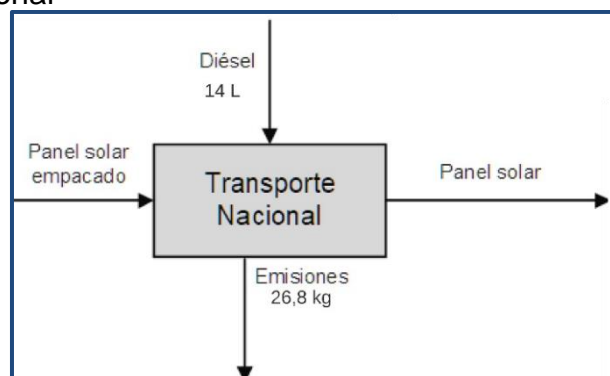 Diésel
14 L
Panel solar
empacado
Transporte
Nacional
Panel solar
Emisiones
26,8 kg